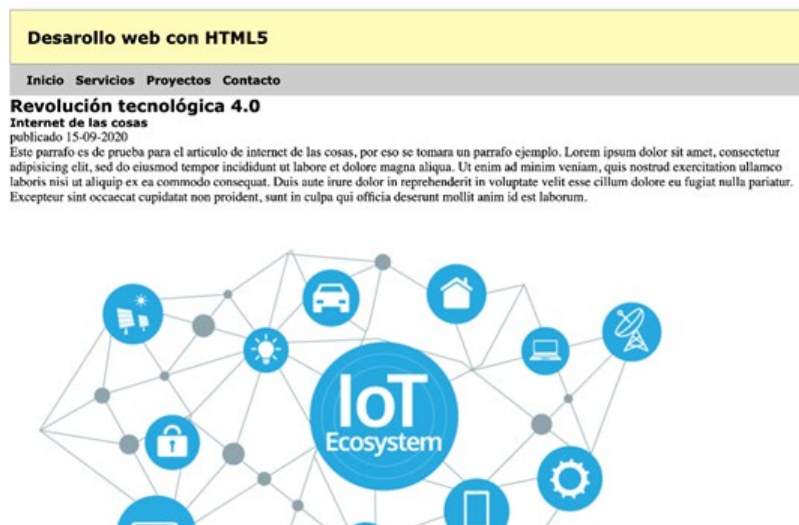 Desarollo web con HTML5
Inicio Servicios Proyectos Contacto
Revolución tecnológica 4.0
Internet de las cosas
publicado 15-09-2020
Este parrafo es de prueba para el articulo de internet de las cosas, por eso se tomara un parrafo ejemplo. Lorem ipsum dolor sit amet, consectetur
adipisicing elit, sed do eiusmod tempor incididunt ut labore et dolore magna aliqua. Ut enim ad minim veniam, quis nostrud exercitation ullamco
laboris nisi ut aliquip ex ea commodo consequat. Duis aute irure dolor in reprehenderit in voluptate velit esse cillum dolore eu fugiat nulla pariatur.
Excepteur sint occaecat cupidatat non proident, sunt in culpa qui officia deserunt mollit anim id est laborum.
IoT
Ecosystem